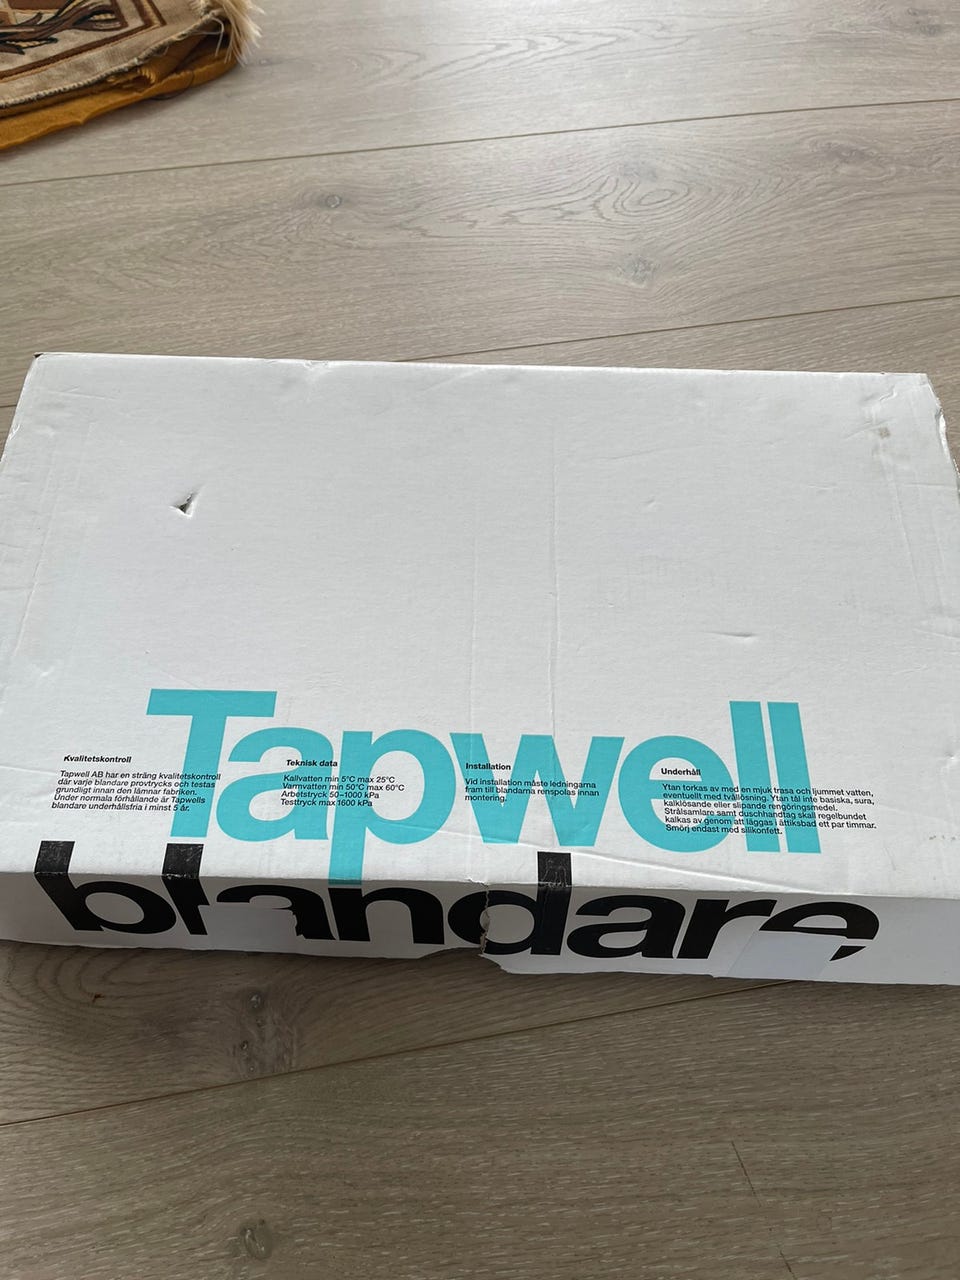 Tapwell
Kvalitetskontroll
Tapwell AB har en sträng kvalitetskontroll
där varje blandare provtrycks och testas
grundligt innan den lämnar fabriken.
Under normala förhållande är Tapwells
blandare underhållsfria i minst 5 år.
Teknisk data
Kallvatten min 5°C max 25°C
Varmvatten min 50°C max 60°C
Arbetstryck 50–1000 kPa
Testtryck max 1600 kPa
Installation
Vid installation måste ledningarna
fram till blandarna renspolas innan
montering.
Underhåll
Ytan torkas av med en mjuk trasa och ljummet vatten,
eventuellt med tvållösning. Ytan tål inte basiska, sura,
kalklösande eller slipande rengöringsmedel.
Strålsamlare samt duschhandtag skall regelbundet
kalkas av genom att läggas i ättiksbad ett par timmar.
Smörj endast med silikonfett.
blandare